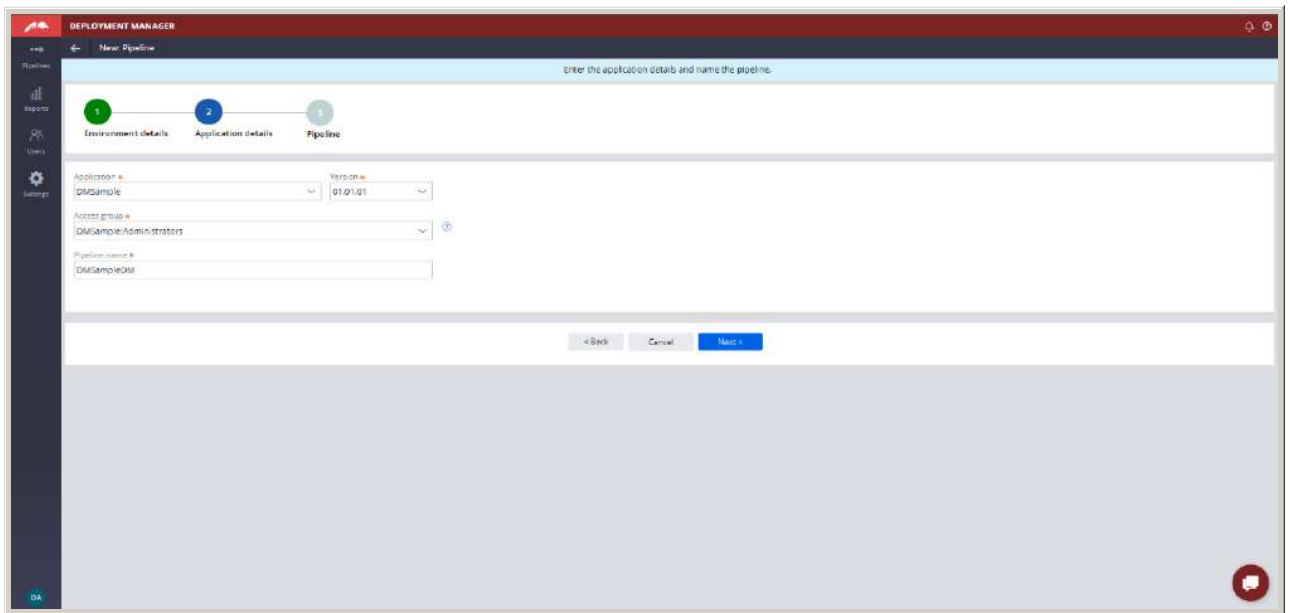 DEPLOYMENT MANAGER
New: Pipeline
Pipelines
Enter the application details and name the pipeline.
Reports
1
2
3
Environment details
Application details
Pipeline
Users
Settings
Application *
Version *
DMSample
01.01.01
Access group *
DMSample:Administrators
?
Pipeline name *
DMSampleDM
< Back
Cancel
Next >
DA